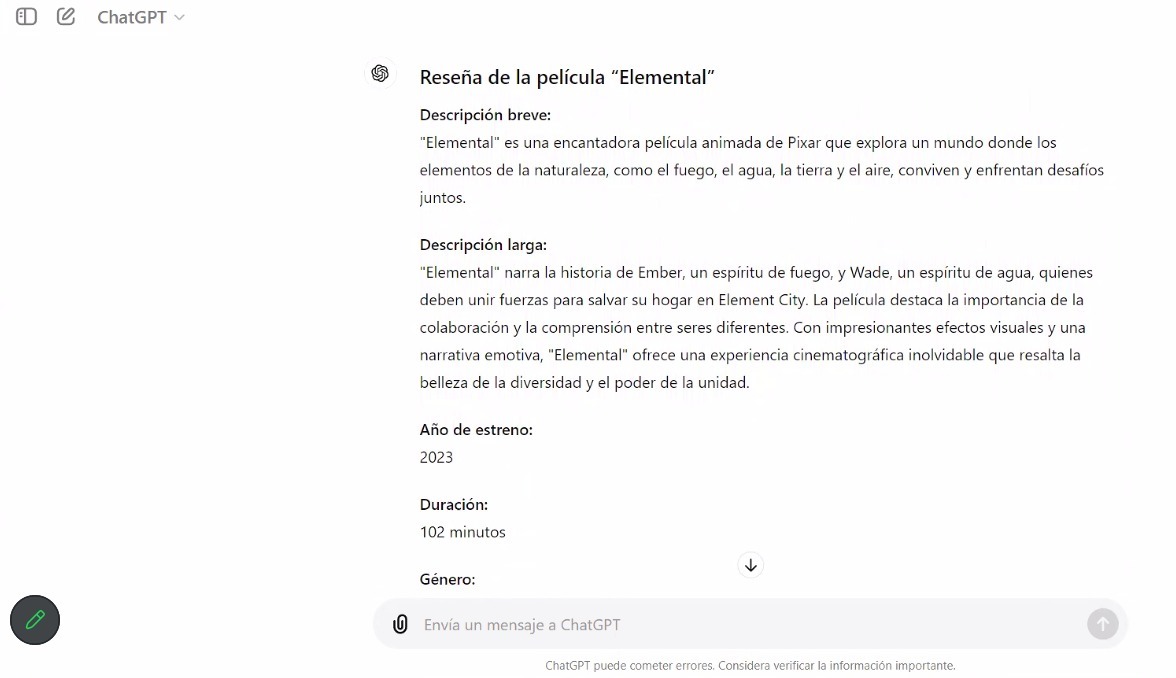 ChatGPT
Reseña de la película “Elemental”
Descripción breve:
"Elemental" es una encantadora película animada de Pixar que explora un mundo donde los
elementos de la naturaleza, como el fuego, el agua, la tierra y el aire, conviven y enfrentan desafíos
juntos.
Descripción larga:
"Elemental" narra la historia de Ember, un espíritu de fuego, y Wade, un espíritu de agua, quienes
deben unir fuerzas para salvar su hogar en Element City. La película destaca la importancia de la
colaboración y la comprensión entre seres diferentes. Con impresionantes efectos visuales y una
narrativa emotiva, "Elemental" ofrece una experiencia cinematográfica inolvidable que resalta la
belleza de la diversidad y el poder de la unidad.
Año de estreno:
2023
Duración:
102 minutos
Género:
Envía un mensaje a ChatGPT
ChatGPT puede cometer errores. Considera verificar la información importante.